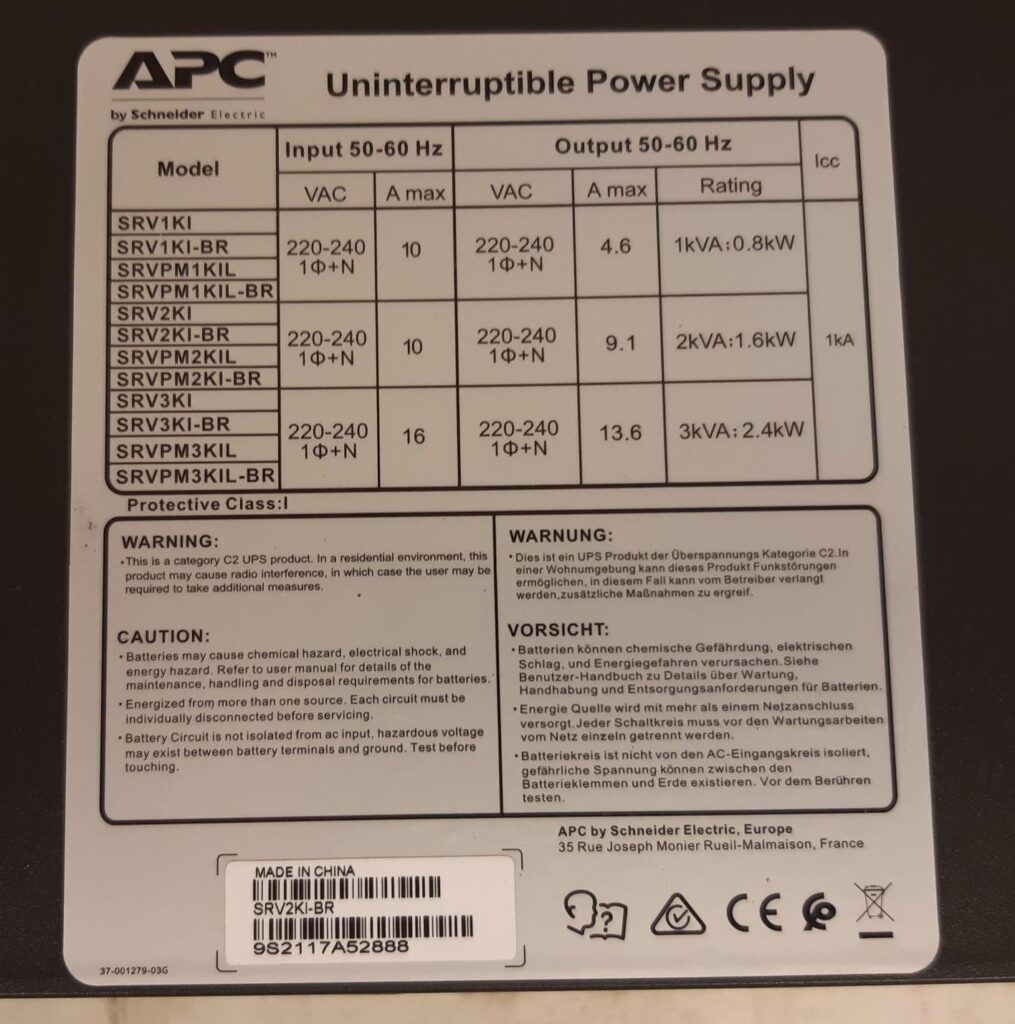 APC™
by Schneider Electric
Uninterruptible Power Supply
Model
Input 50-60 Hz
Output 50-60 Hz
Icc
VAC
A max
VAC
A max
Rating
SRV1KI
SRV1KI-BR
SRVPM1KIL
SRVPM1KIL-BR
220-240
1Φ+N
10
220-240
1Φ+N
4.6
1kVA:0.8kW
SRV2KI
SRV2KI-BR
SRVPM2KIL
SRVPM2KI-BR
220-240
1Φ+N
10
220-240
1Φ+N
9.1
2kVA:1.6kW
1kA
SRV3KI
SRV3KI-BR
SRVPM3KIL
SRVPM3KIL-BR
220-240
1Φ+N
16
220-240
1Φ+N
13.6
3kVA:2.4kW
Protective Class:I
WARNING:
•This is a category C2 UPS product. In a residential environment, this
product may cause radio interference, in which case the user may be
required to take additional measures.
CAUTION:
•Batteries may cause chemical hazard, electrical shock, and
energy hazard. Refer to user manual for details of the
maintenance, handling and disposal requirements for batteries.
•Energized from more than one source. Each circuit must be
individually disconnected before servicing.
•Battery Circuit is not isolated from ac input, hazardous voltage
may exist between battery terminals and ground. Test before
touching.
WARNUNG:
•Dies ist ein UPS Produkt der Überspannungs Kategorie C2.In
einer Wohnumgebung kann dieses Produkt Funkstörungen
ermöglichen, in diesem Fall kann vom Betreiber verlangt
werden,zusätzliche Maßnahmen zu ergreif.
VORSICHT:
•Batterien können chemische Gefährdung, elektrischen
Schlag, und Energiegefahren verursachen.Siehe
Benutzer-Handbuch zu Details über Wartung,
Handhabung und Entsorgungsanforderungen für Batterien.
•Energie Quelle wird mit mehr als einem Netzanschluss
versorgt.Jeder Schaltkreis muss vor den Wartungsarbeiten
vom Netz einzeln getrennt werden.
•Batteriekreis ist nicht von den AC-Eingangskreis isoliert,
gefährliche Spannung können zwischen den
Batterieklemmen und Erde existieren. Vor dem Berühren
testen.
APC by Schneider Electric, Europe
35 Rue Joseph Monier Rueil-Malmaison, France
MADE IN CHINA
SRV2KI-BR
9S2117A52888
?
CE
37-001279-03G